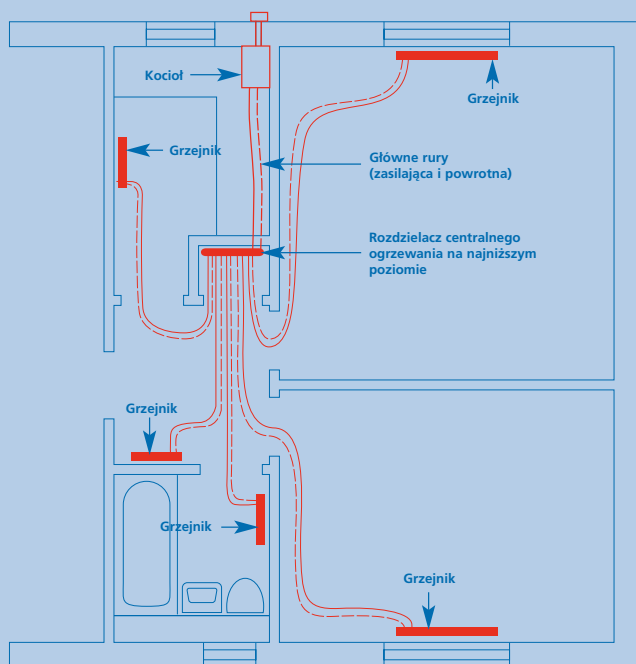 Kocioł
Grzejnik
Grzejnik
Główne rury
(zasilająca i powrotna)
Rozdzielacz centralnego
ogrzewania na najniższym
poziomie
Grzejnik
Grzejnik
Grzejnik